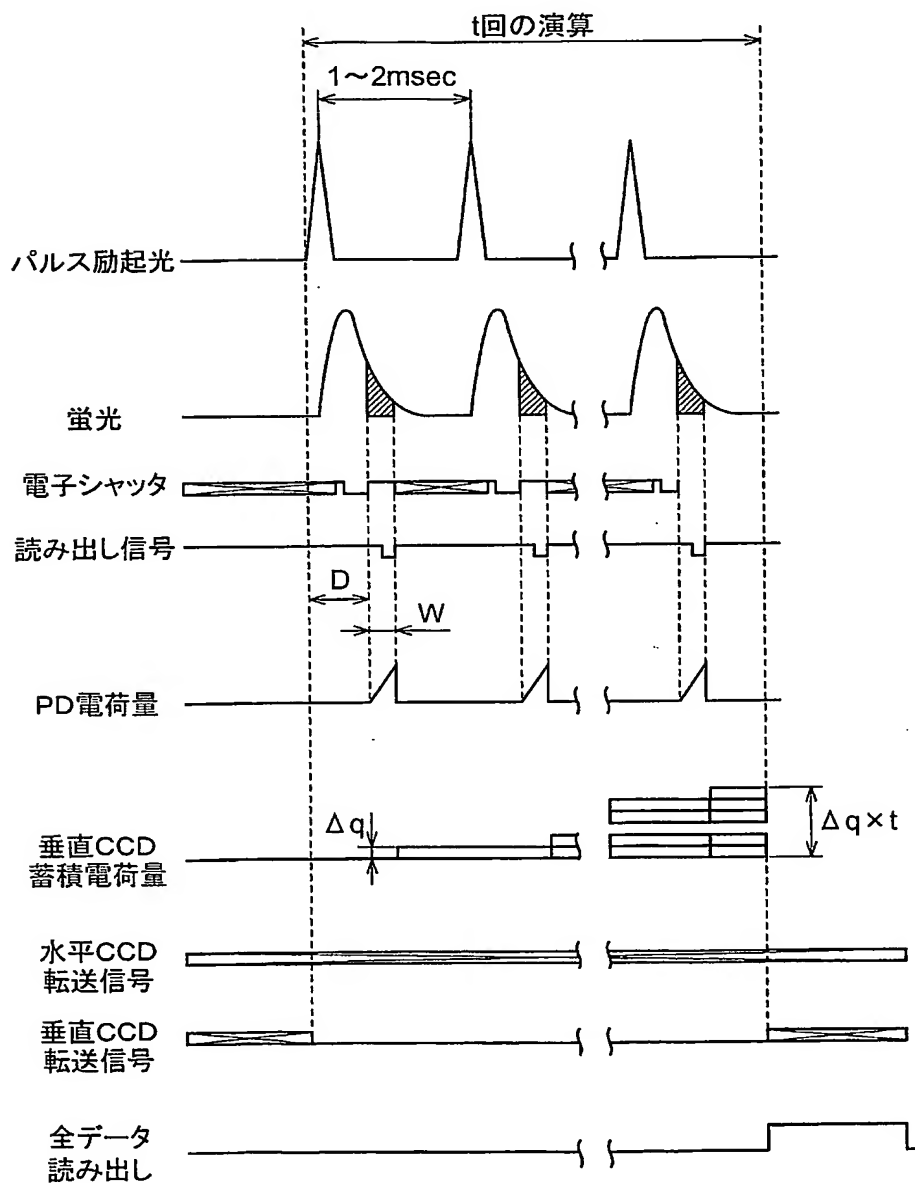 t回の演算
1～2msec
パルス励起光
蛍光
電子シャッタ
読み出し信号
D
W
PD電荷量
Δq
Δq×t
垂直CCD
蓄積電荷量
水平CCD
転送信号
垂直CCD
転送信号
全データ
読み出し